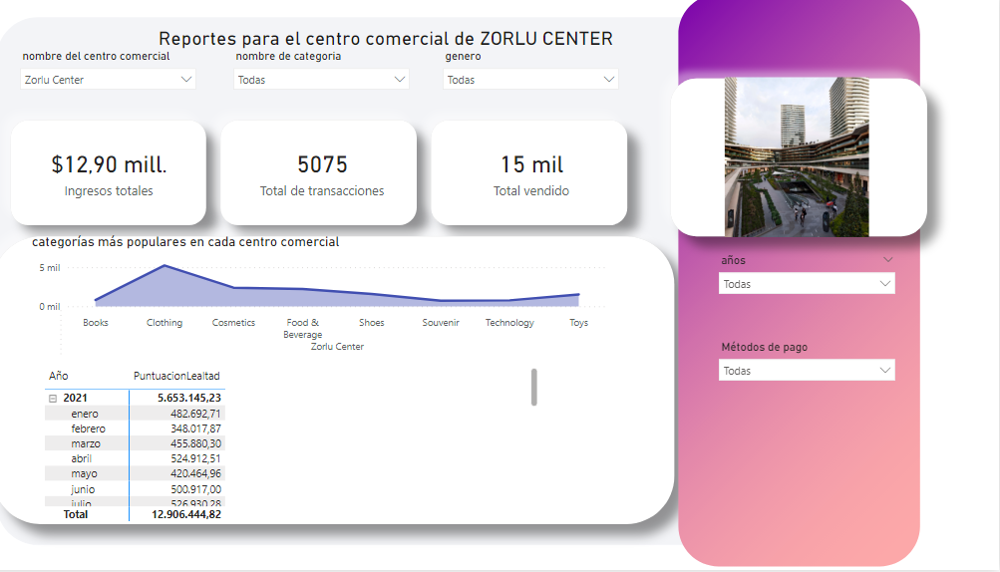 Reportes para el centro comercial de ZORLU CENTER
nombre del centro comercial
nombre de categoria
genero
Zorlu Center
Todas
Todas
$12,90 mill.
Ingresos totales
5075
Total de transacciones
15 mil
Total vendido
categorías más populares en cada centro comercial
5 mil
0 mil
Books
Clothing
Cosmetics
Food &
Beverage
Shoes
Souvenir
Technology
Toys
Zorlu Center
Año PuntuacionLealtad
2021 5.653.145,23
enero 482.692,71
febrero 348.017,87
marzo 455.880,30
abril 524.912,51
mayo 420.464,96
junio 500.917,00
julio 526.930,28
Total 12.906.444,82
años
Todas
Métodos de pago
Todas